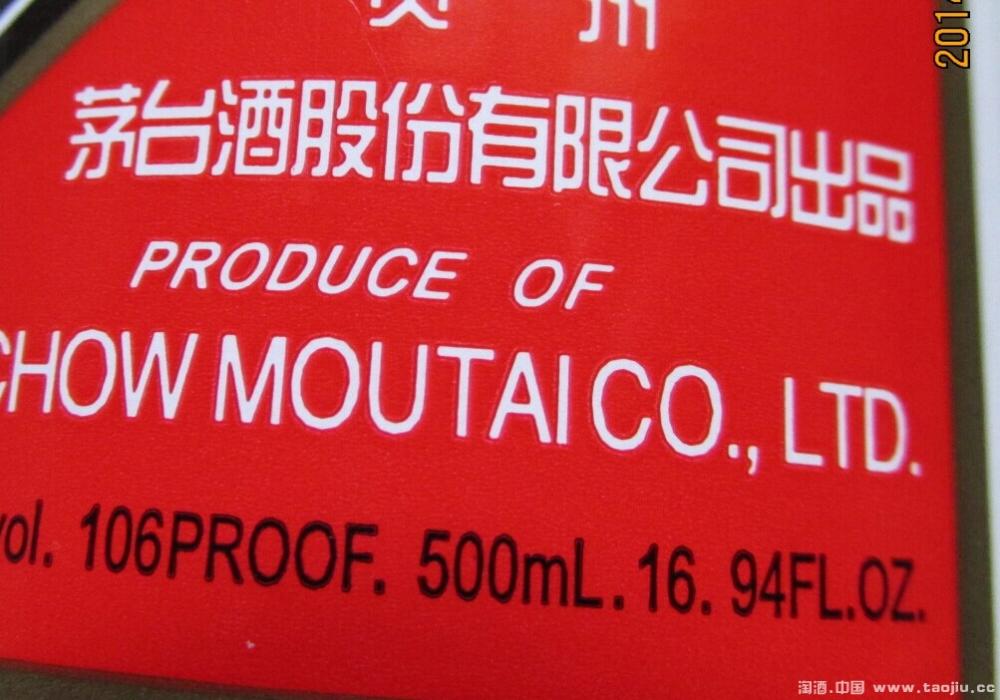 州
茅台酒股份有限公司出品
PRODUCE OF
CHOW MOUTAI CO., LTD.
vol. 106PROOF. 500mL. 16. 94FL.OZ.
2014
淘酒.中国 www.taojiu.cc